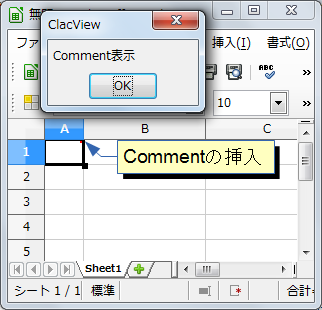 無
ClacView
Comment表示
OK
ファ
挿入(I)
書式(O)
ABC
10
A
B
C
1
Commentの挿入
2
3
4
5
Sheet1
シート 1 / 1
標準
合計